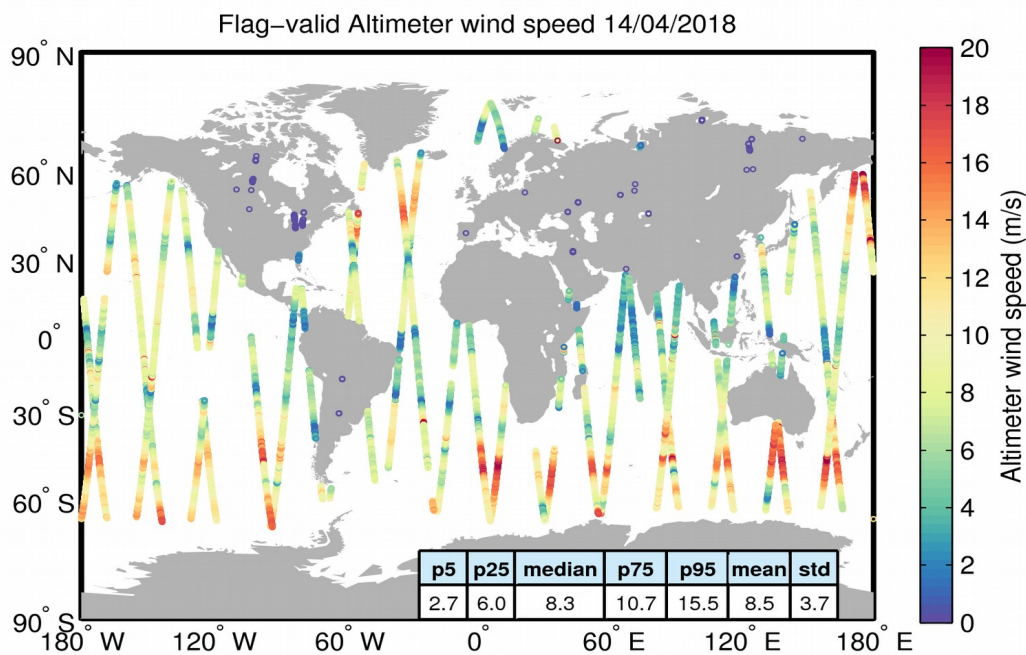 Flag−valid Altimeter wind speed 14/04/2018
90° N
60° N
30° N
0°
30° S
60° S
90° S
180° W
120° W
60° W
0°
60° E
120° E
180° E
p5 p25 median p75 p95 mean std
2.7 6.0 8.3 10.7 15.5 8.5 3.7
20
18
16
14
12
10
8
6
4
2
0
Altimeter wind speed (m/s)